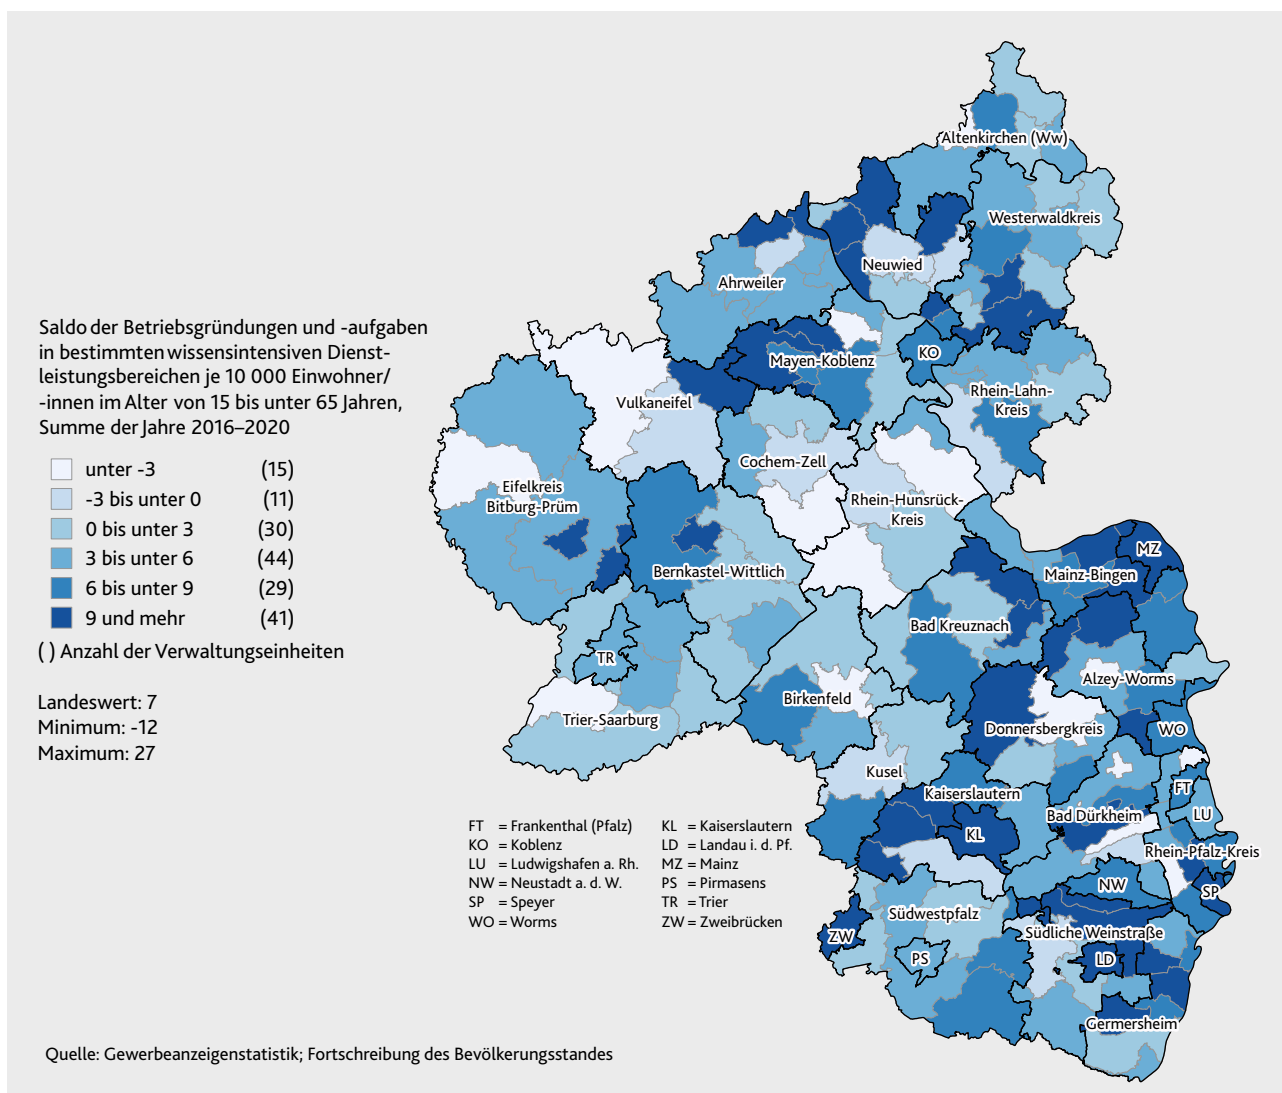 Altenkirchen (Ww)
Westerwaldkreis
Neuwied
Ahrweiler
Saldo der Betriebsgründungen und -aufgaben
in bestimmten wissensintensiven Dienst-
leistungsbereichen je 10 000 Einwohner/
-innen im Alter von 15 bis unter 65 Jahren,
Summe der Jahre 2016–2020
unter -3 (15)
-3 bis unter 0 (11)
0 bis unter 3 (30)
3 bis unter 6 (44)
6 bis unter 9 (29)
9 und mehr (41)
( ) Anzahl der Verwaltungseinheiten
Landeswert: 7
Minimum: -12
Maximum: 27
KO
Mayen-Koblenz
Rhein-Lahn-
Kreis
Vulkaneifel
Cochem-Zell
Eifelkreis
Bitburg-Prüm
Rhein-Hunsrück-
Kreis
MZ
Mainz-Bingen
Bernkastel-Wittlich
Bad Kreuznach
TR
Alzey-Worms
Birkenfeld
Trier-Saarburg
Donnersbergkreis
WO
Kusel
FT
Kaiserslautern
LU
Bad Dürkheim
KL
Rhein-Pfalz-Kreis
NW
SP
Südwestpfalz
Südliche Weinstraße
ZW
PS
LD
Germersheim
FT = Frankenthal (Pfalz)
KO = Koblenz
LU = Ludwigshafen a. Rh.
NW = Neustadt a. d. W.
SP = Speyer
WO = Worms
KL = Kaiserslautern
LD = Landau i. d. Pf.
MZ = Mainz
PS = Pirmasens
TR = Trier
ZW = Zweibrücken
Quelle: Gewerbeanzeigenstatistik; Fortschreibung des Bevölkerungsstandes